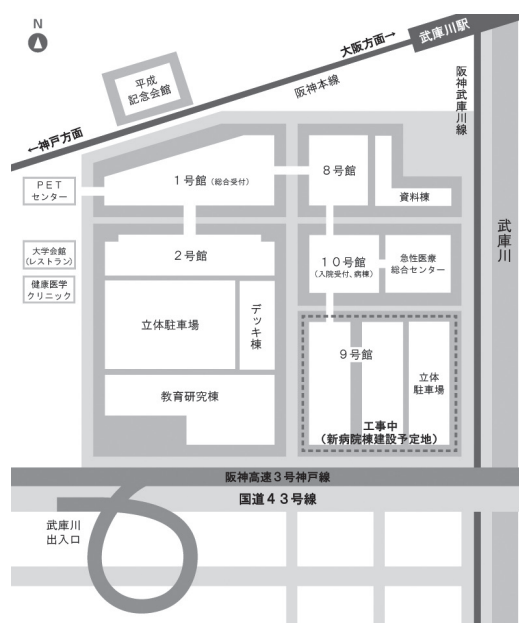 N
武庫川駅
大阪方面→
阪神本線
阪神武庫川線
平成
記念会館
←神戸方面
1号館（総合受付）
8号館
資料棟
PET
センター
武庫川
大学会館
（レストラン）
2号館
10号館
（入院受付、病棟）
急性医療
総合センター
健康医学
クリニック
立体駐車場
デッキ棟
9号館
立体
駐車場
教育研究棟
工事中
（新病院棟建設予定地）
阪神高速3号神戸線
国道43号線
武庫川
出入口